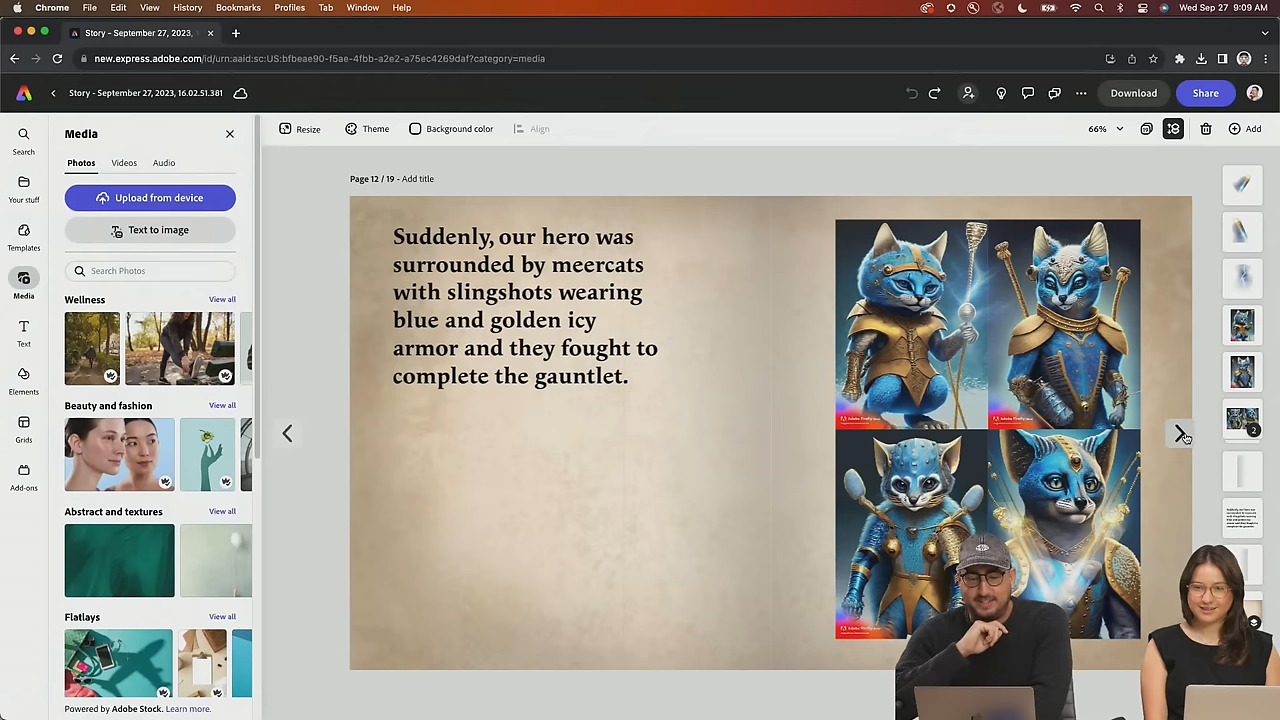 Chrome File Edit View History Bookmarks Profiles Tab Window Help
Wed Sep 27 9:09 AM
Story - September 27, 2023,
new.express.adobe.com/id/urn:aaid:sc:US:bfbeae90-f5ae-4fbb-a2e2-a75ec4269daf?category=media
Story - September 27, 2023, 16.02.51.381
Download
Share
Search
Your stuff
Templates
Media
Text
Elements
Grids
Add-ons
Media
Photos Videos Audio
Upload from device
Text to image
Search Photos
Wellness View all
Beauty and fashion View all
Abstract and textures View all
Flatlays View all
Powered by Adobe Stock. Learn more.
Resize Theme Background color Align
66%
Add
Page 12 / 19 - Add title
Suddenly, our hero was
surrounded by meercats
with slingshots wearing
blue and golden icy
armor and they fought to
complete the gauntlet.
2